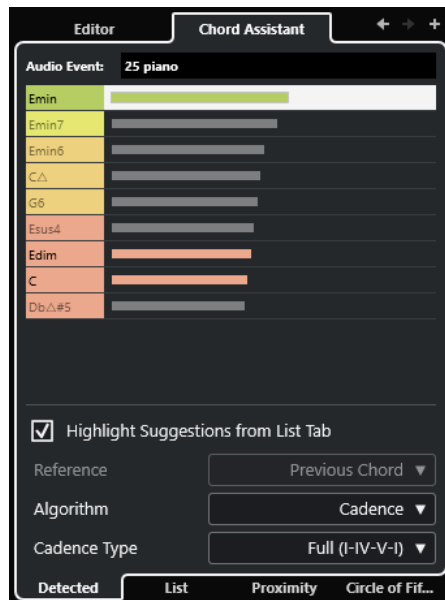 Editor Chord Assistant
Audio Event: 25 piano
Emin
Emin7
Emin6
C△
G6
Esus4
Edim
C
Db△#5
Highlight Suggestions from List Tab
Reference Previous Chord
Algorithm Cadence
Cadence Type Full (I-IV-V-I)
Detected List Proximity Circle of Fif...